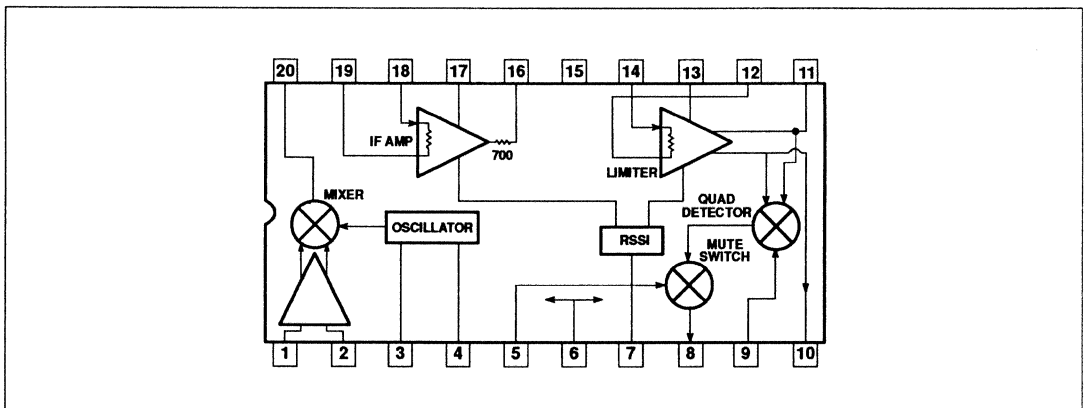 20 19 18 17 16 15 14 13 12 11
IF AMP
700
LIMITER
MIXER
OSCILLATOR
RSSI
QUAD
DETECTOR
MUTE
SWITCH
1 2 3 4 5 6 7 8 9 10